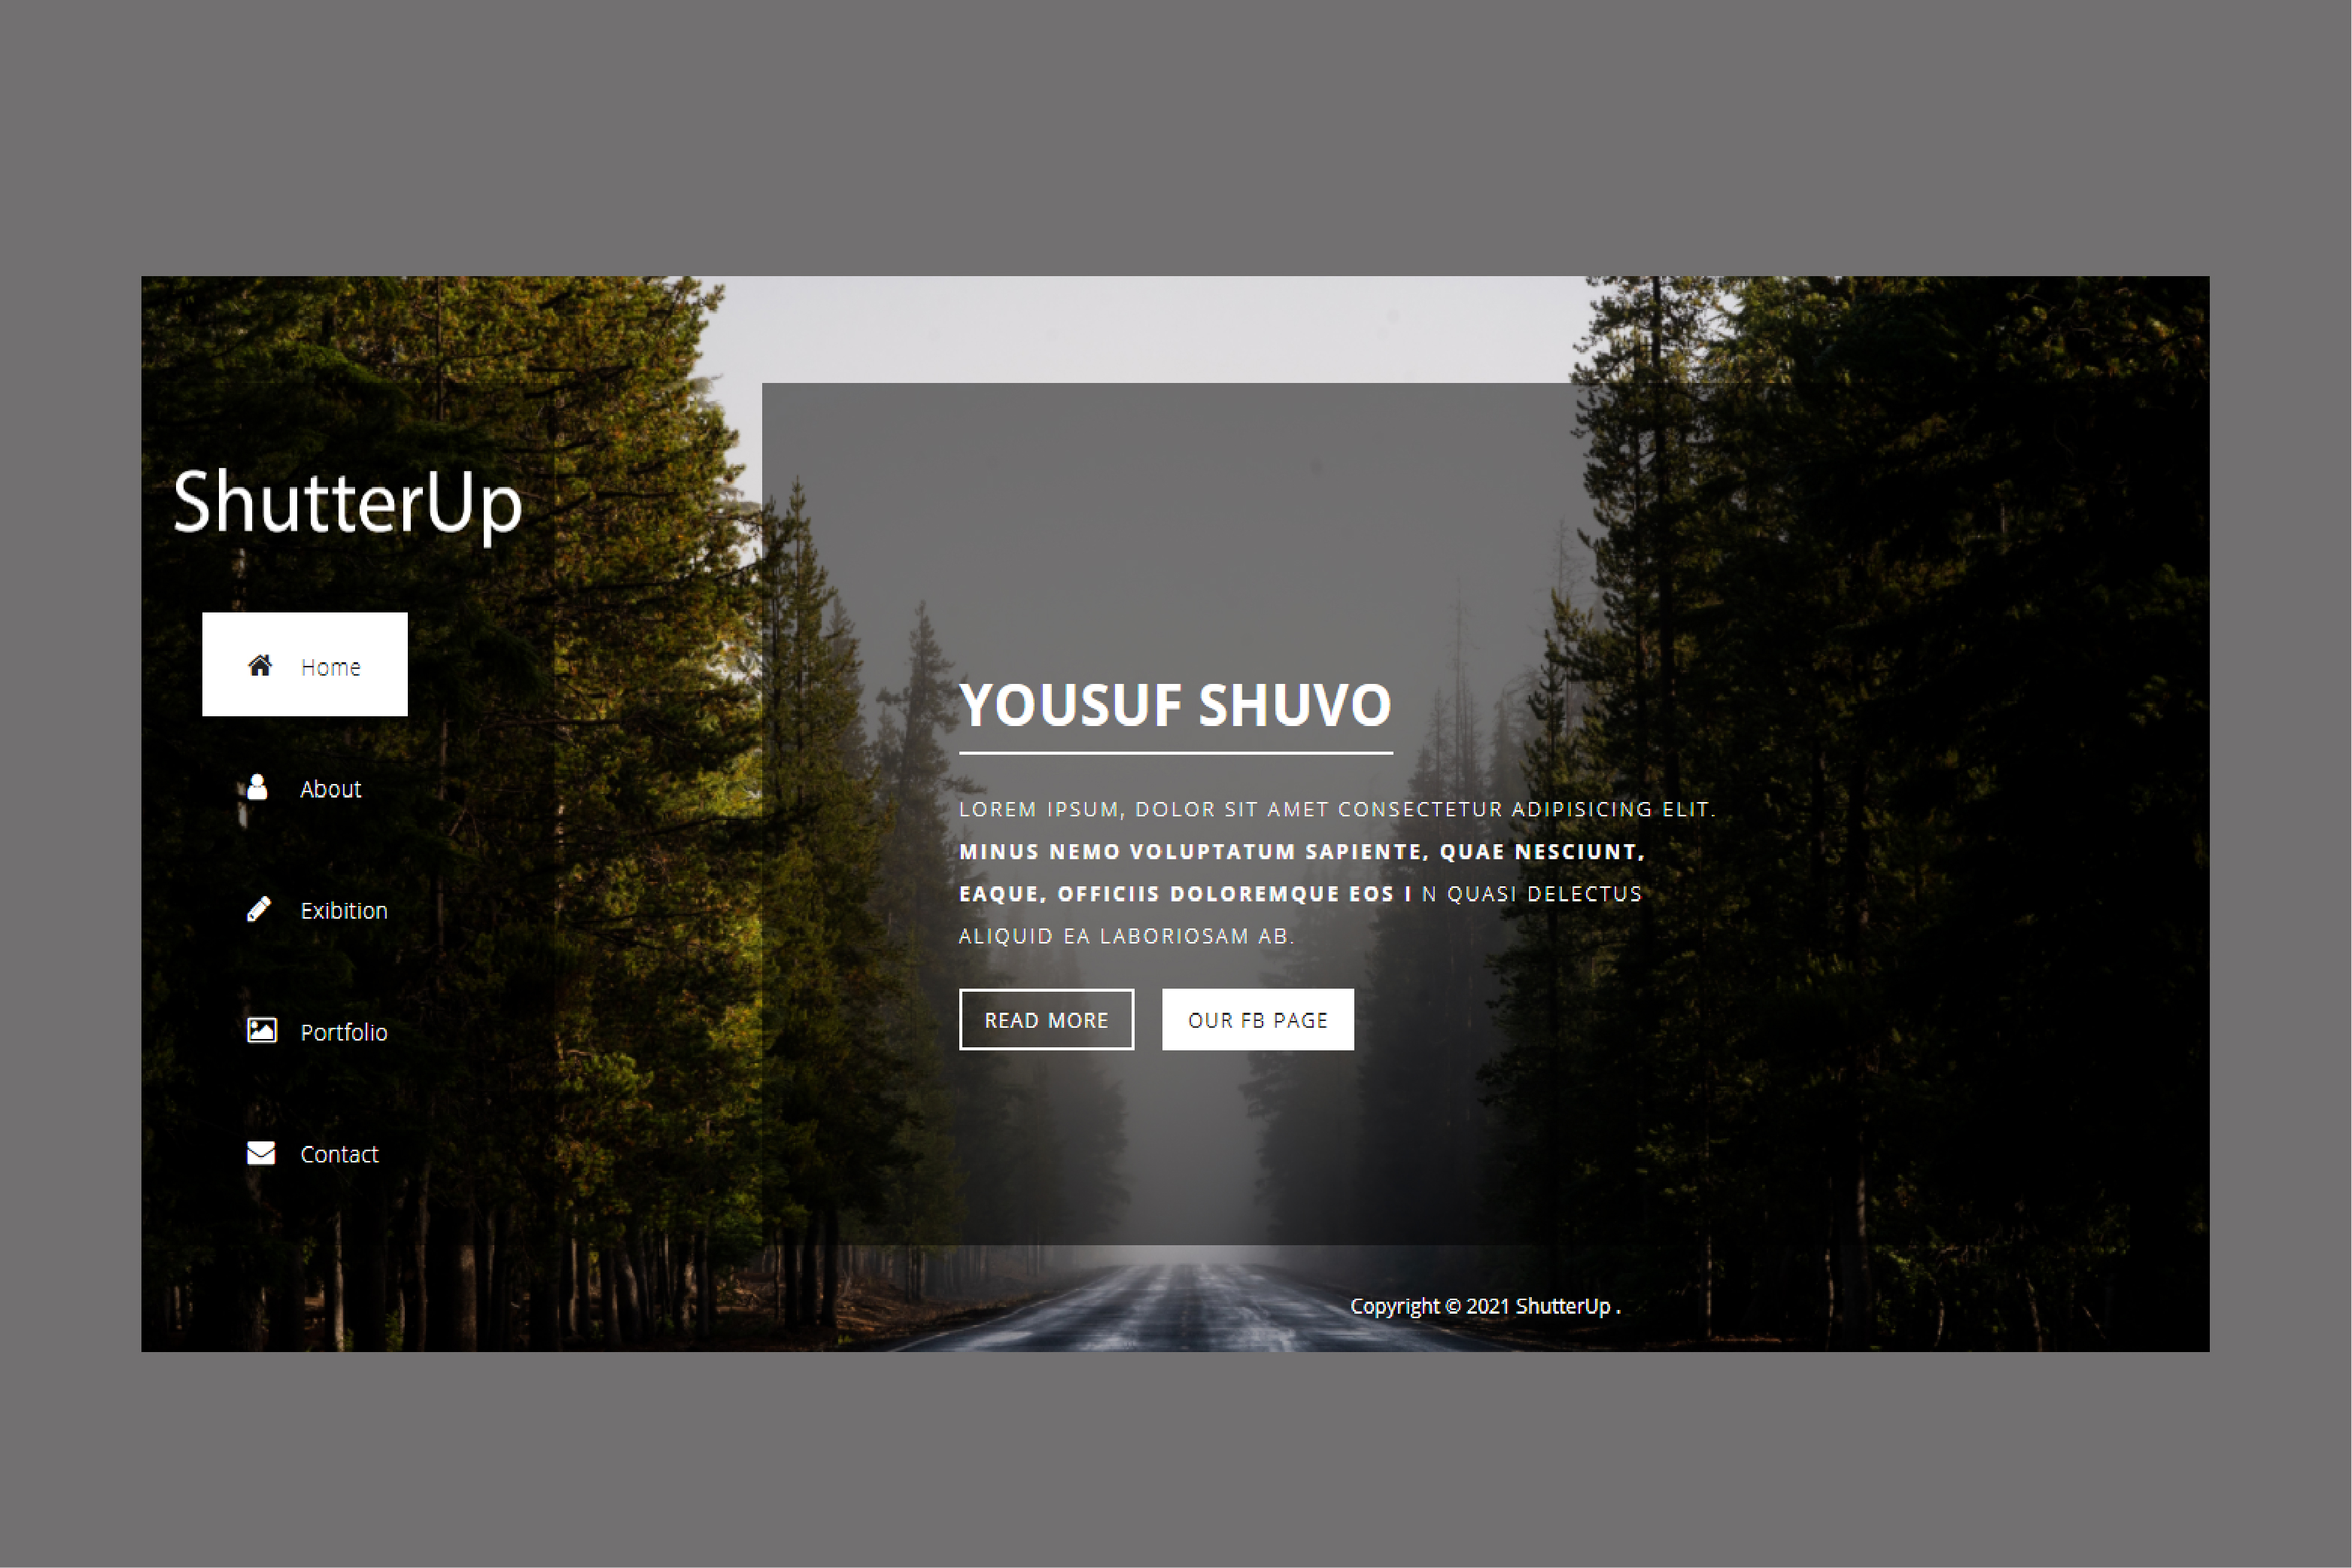 ShutterUp
Home
About
Exibition
Portfolio
Contact
YOUSUF SHUVO
LOREM IPSUM, DOLOR SIT AMET CONSECTETUR ADIPISICING ELIT.
MINUS NEMO VOLUPTATUM SAPIENTE, QUAE NESCIUNT,
EAQUE, OFFICIIS DOLOREMQUE EOS I N QUASI DELECTUS
ALIQUID EA LABORIOSAM AB.
READ MORE
OUR FB PAGE
Copyright © 2021 ShutterUp .